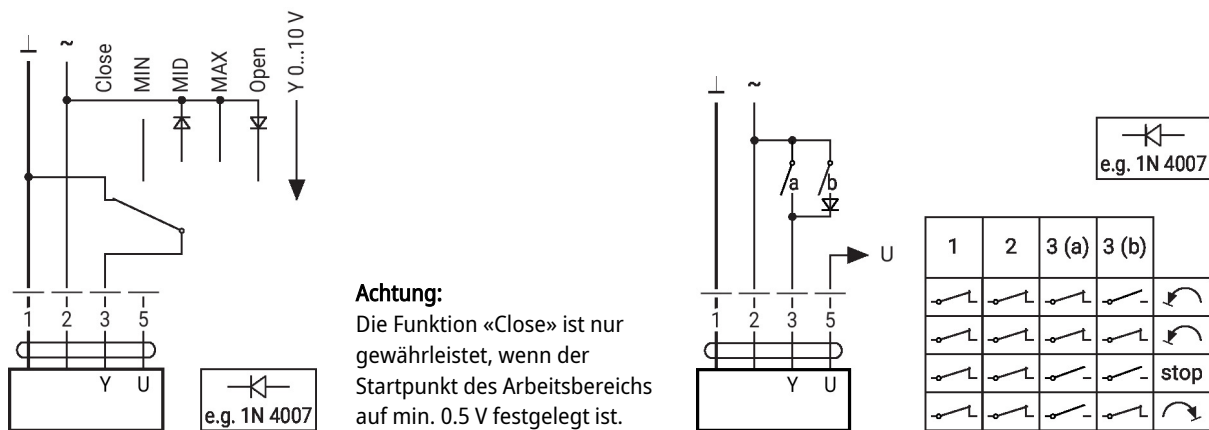 ⊥ ~ Close MIN MID MAX Open Y 0...10 V
1 2 3 5
Y U
e.g. 1N 4007
Achtung:
Die Funktion «Close» ist nur
gewährleistet, wenn der
Startpunkt des Arbeitsbereichs
auf min. 0.5 V festgelegt ist.
⊥ ~
a b
U
1 2 3 5
Y U
e.g. 1N 4007
1 2 3 (a) 3 (b)
stop